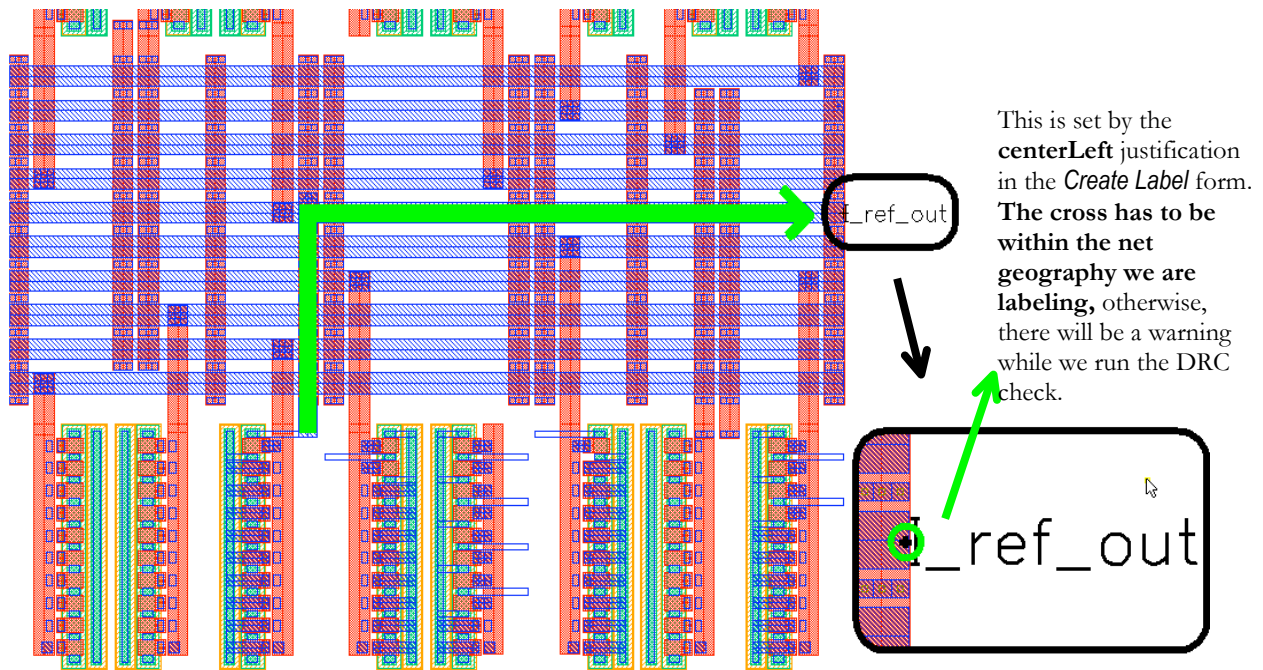 This is set by the
centerLeft justification
in the Create Label form.
The cross has to be
within the net
geography we are
labeling, otherwise,
there will be a warning
while we run the DRC
check.
I_ref_out
I_ref_out